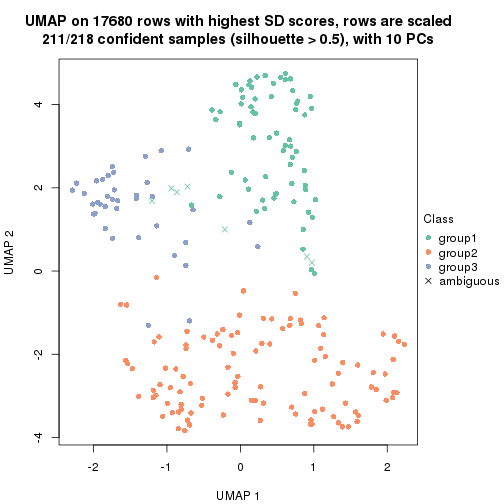 UMAP on 17680 rows with highest SD scores, rows are scaled
211/218 confident samples (silhouette > 0.5), with 10 PCs
4
2
0
-2
-4
UMAP 2
-2
-1
0
1
2
UMAP 1
Class
group1
group2
group3
ambiguous